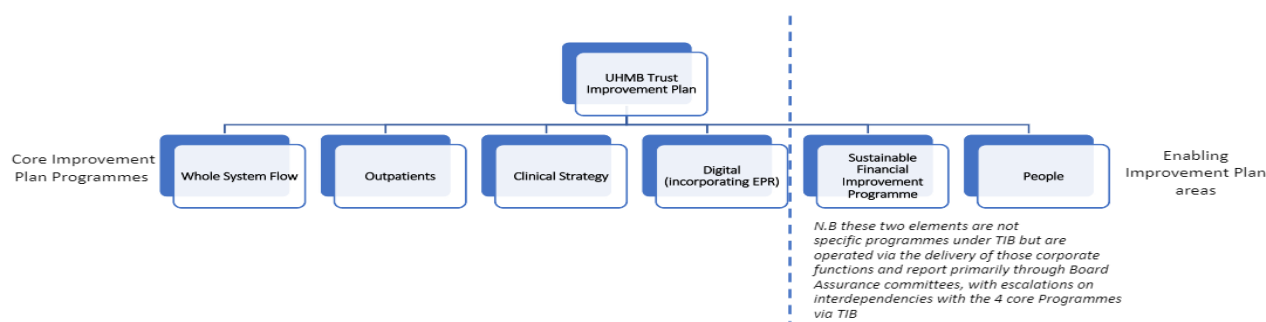 UHMB Trust
Improvement Plan
Core Improvement
Plan Programmes
Whole System Flow
Outpatients
Clinical Strategy
Digital
(incorporating EPR)
Sustainable
Financial
Improvement
Programme
People
Enabling
Improvement Plan
areas
N.B these two elements are not
specific programmes under TIB but are
operated via the delivery of those corporate
functions and report primarily through Board
Assurance committees, with escalations on
interdependencies with the 4 core Programmes
via TIB